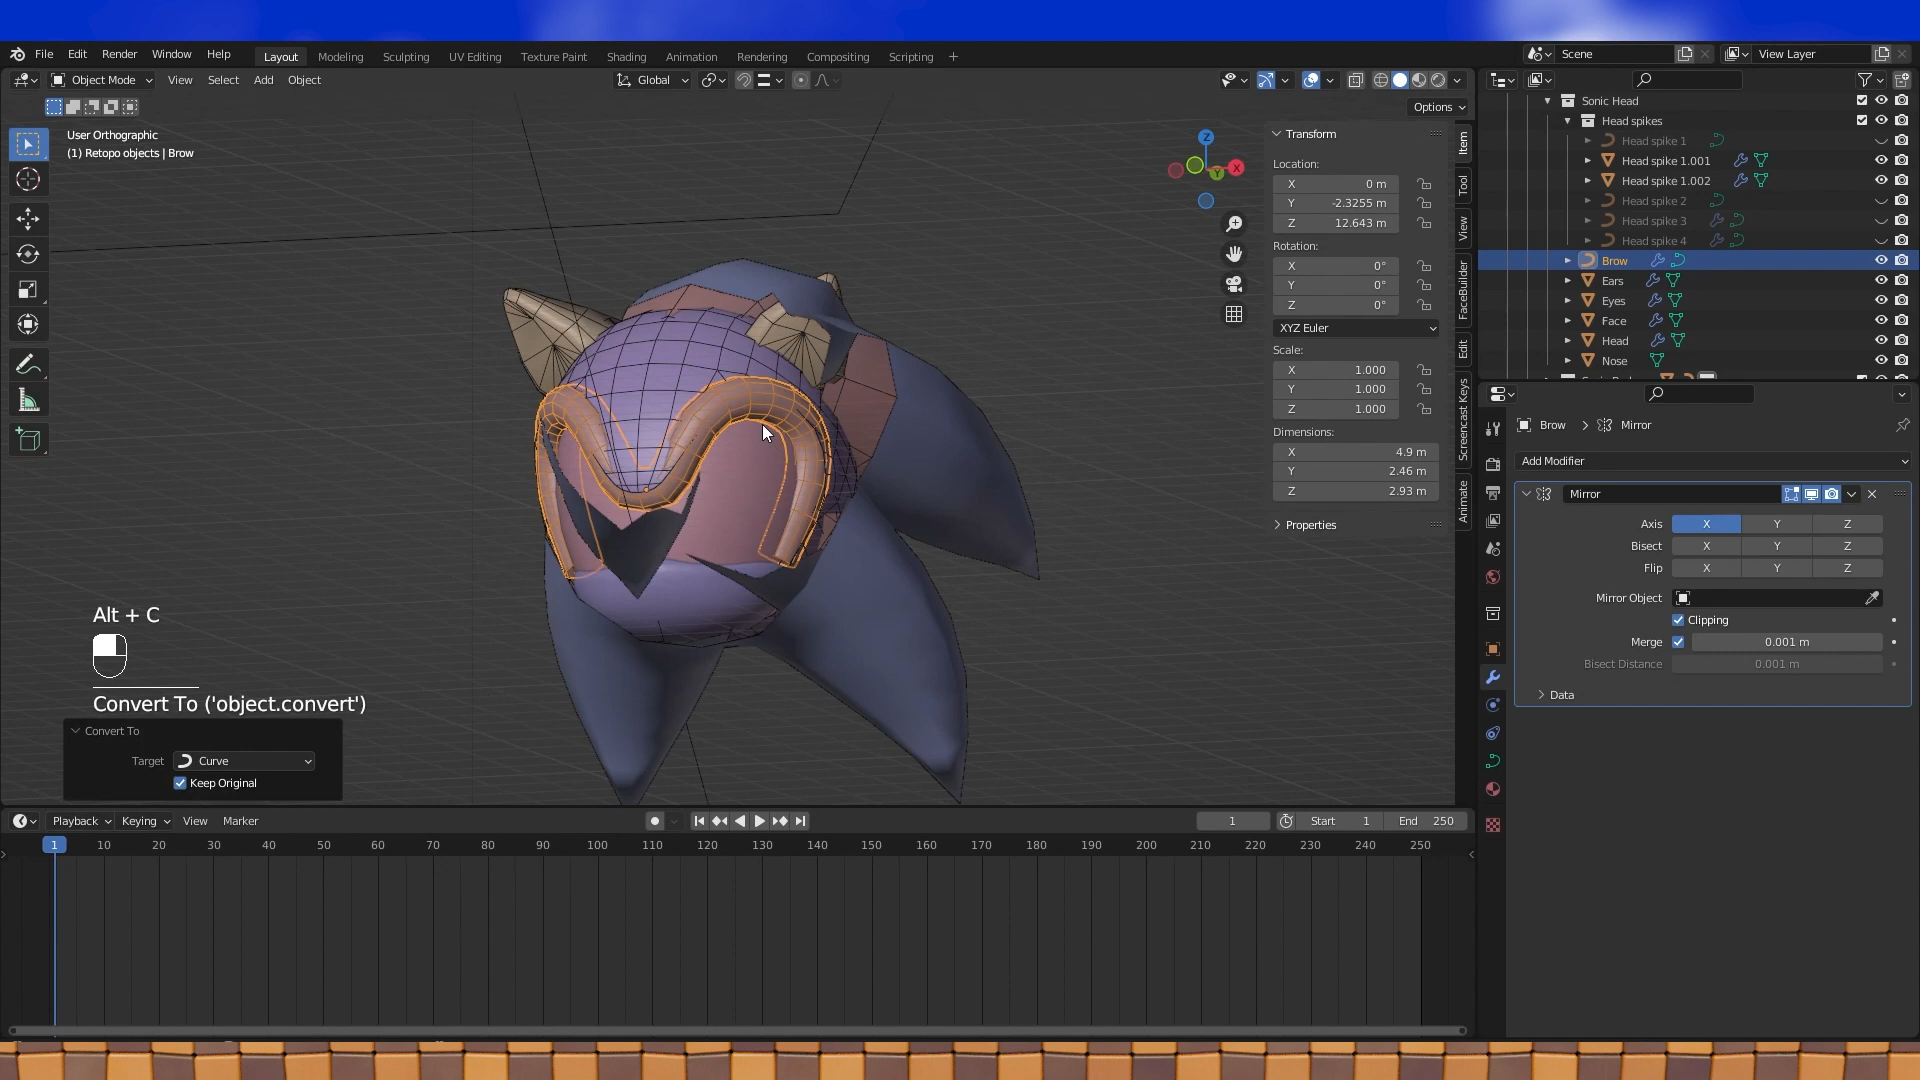 File Edit Render Window Help Layout Modeling Sculpting UV Editing Texture Paint Shading Animation Rendering Compositing Scripting + Scene View Layer
Object Mode View Select Add Object Global
Options
User Orthographic
(1) Retopo objects | Brow
Transform
Location:
X 0 m
Y -2.3255 m
Z 12.643 m
Rotation:
X 0°
Y 0°
Z 0°
XYZ Euler
Scale:
X 1.000
Y 1.000
Z 1.000
Dimensions:
X 4.9 m
Y 2.46 m
Z 2.93 m
Properties
Item
Tool
View
FaceBuilder
Edit
Screencast Keys
Animate
Sonic Head
Head spikes
Head spike 1
Head spike 1.001
Head spike 1.002
Head spike 2
Head spike 3
Head spike 4
Brow
Ears
Eyes
Face
Head
Nose
Brow > Mirror
Add Modifier
Mirror
Axis X Y Z
Bisect X Y Z
Flip X Y Z
Mirror Object
Clipping
Merge 0.001 m
Bisect Distance 0.001 m
Data
Alt + C
Convert To ('object.convert')
Convert To
Target Curve
Keep Original
Playback Keying View Marker 1 Start 1 End 250
1 10 20 30 40 50 60 70 80 90 100 110 120 130 140 150 160 170 180 190 200 210 220 230 240 250